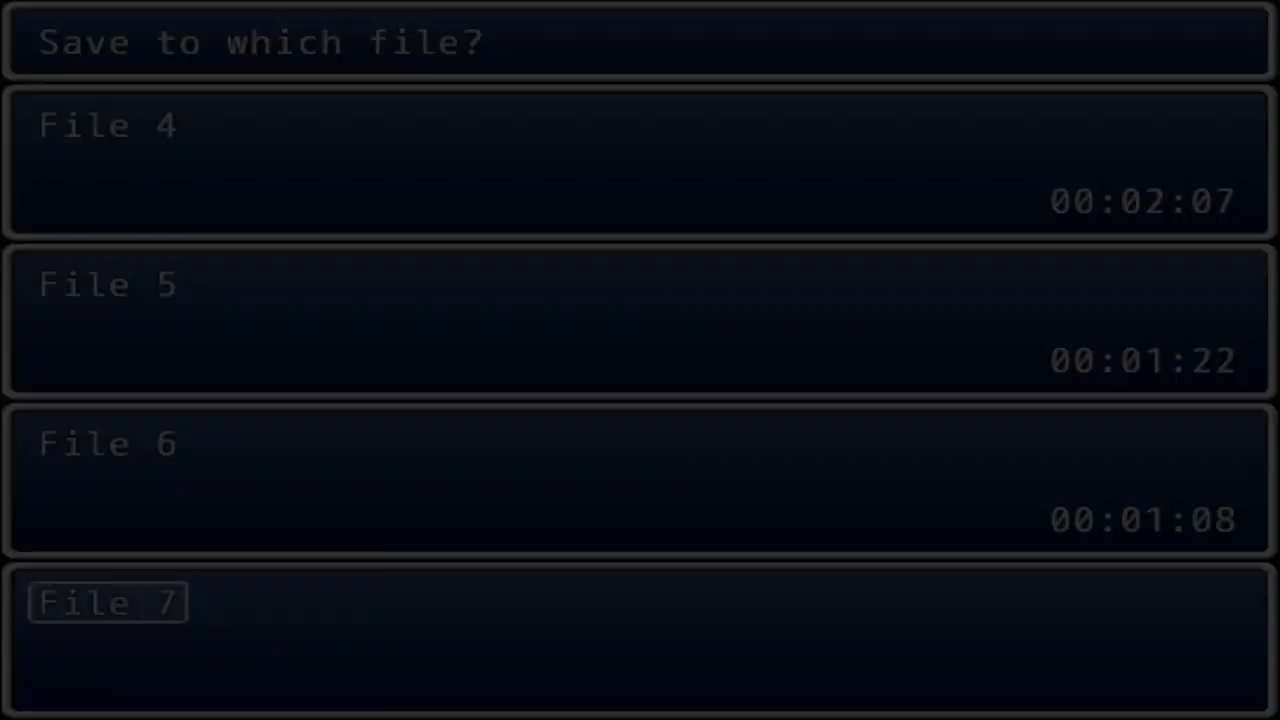 Save to which file?
File 4
00:02:07
File 5
00:01:22
File 6
00:01:08
File 7